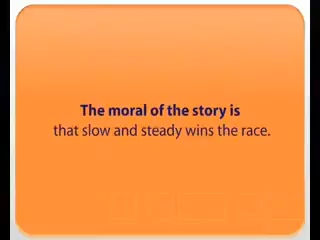 The moral of the story is
that slow and steady wins the race.